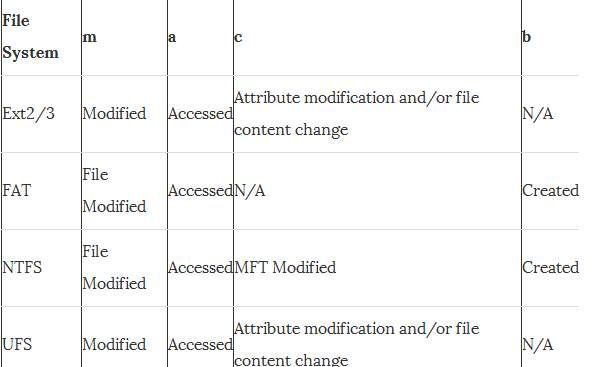 File System m a c b
Ext2/3 Modified Accessed Attribute modification and/or file content change N/A
FAT File Modified Accessed N/A Created
NTFS File Modified Accessed MFT Modified Created
UFS Modified Accessed Attribute modification and/or file content change N/A